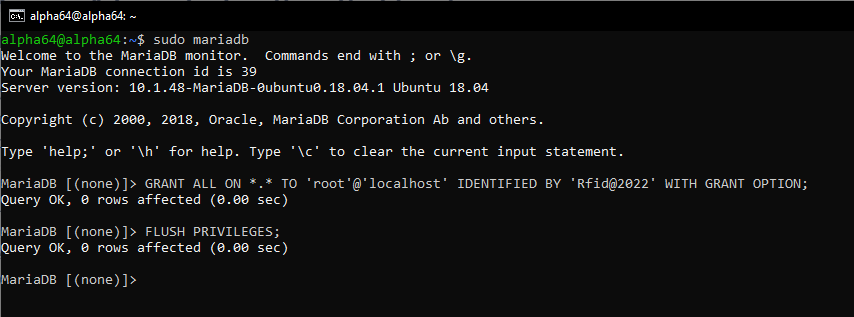 alpha64@alpha64: ~
alpha64@alpha64:~$ sudo mariadb
Welcome to the MariaDB monitor.  Commands end with ; or \g.
Your MariaDB connection id is 39
Server version: 10.1.48-MariaDB-0ubuntu0.18.04.1 Ubuntu 18.04
Copyright (c) 2000, 2018, Oracle, MariaDB Corporation Ab and others.
Type 'help;' or '\h' for help. Type '\c' to clear the current input statement.
MariaDB [(none)]> GRANT ALL ON *.* TO 'root'@'localhost' IDENTIFIED BY 'Rfid@2022' WITH GRANT OPTION;
Query OK, 0 rows affected (0.00 sec)
MariaDB [(none)]> FLUSH PRIVILEGES;
Query OK, 0 rows affected (0.00 sec)
MariaDB [(none)]>